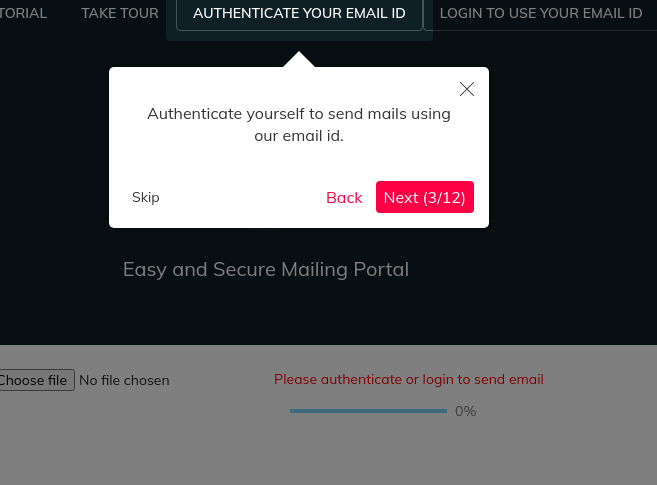 TORIAL TAKE TOUR AUTHENTICATE YOUR EMAIL ID LOGIN TO USE YOUR EMAIL ID
Authenticate yourself to send mails using
our email id.
Skip Back Next (3/12)
Easy and Secure Mailing Portal
Choose file No file chosen Please authenticate or login to send email
0%